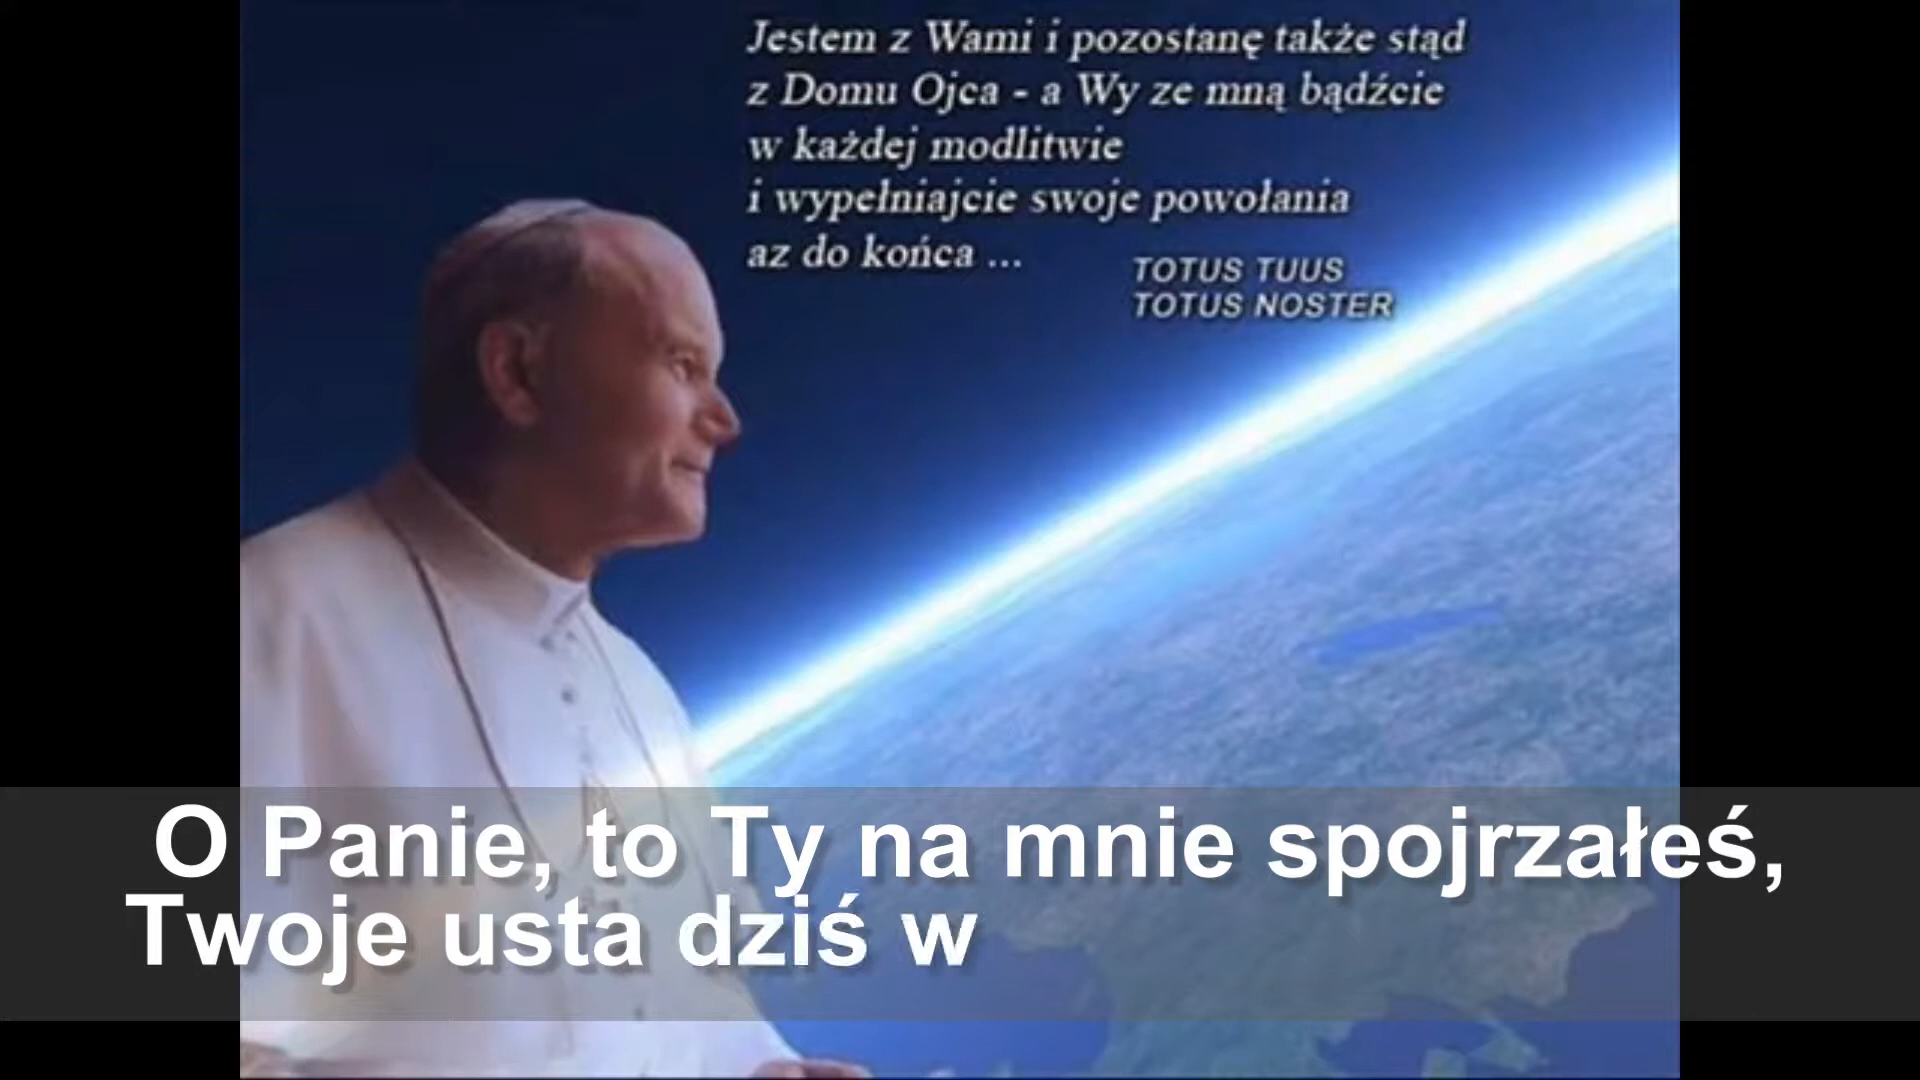 Jestem z Wami i pozostanę także stąd
z Domu Ojca - a Wy ze mną bądźcie
w każdej modlitwie
i wypełniajcie swoje powołania
az do końca ...
TOTUS TUUS
TOTUS NOSTER
O Panie, to Ty na mnie spojrzałeś,
Twoje usta dziś w